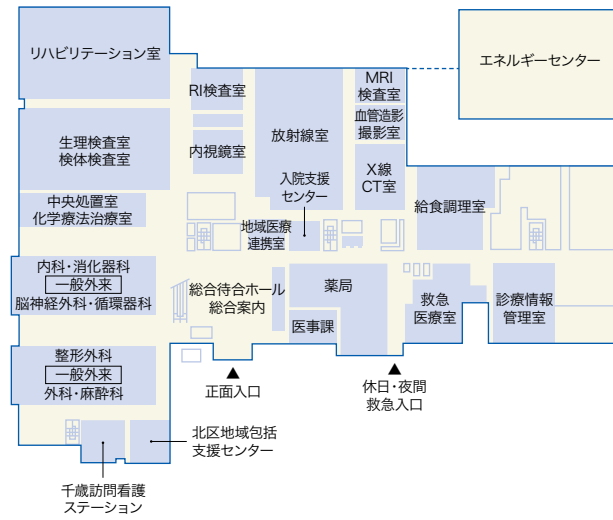 リハビリテーション室
エネルギーセンター
RI検査室
放射線室
MRI
検査室
血管造影
撮影室
生理検査室
検体検査室
内視鏡室
X線
CT室
入院支援
センター
中央処置室
化学療法治療室
給食調理室
地域医療
連携室
内科・消化器科
一般外来
脳神経外科・循環器科
総合待合ホール
総合案内
薬局
医事課
救急
医療室
診療情報
管理室
整形外科
一般外来
外科・麻酔科
▲
正面入口
▲
休日・夜間
救急入口
北区地域包括
支援センター
千歳訪問看護
ステーション